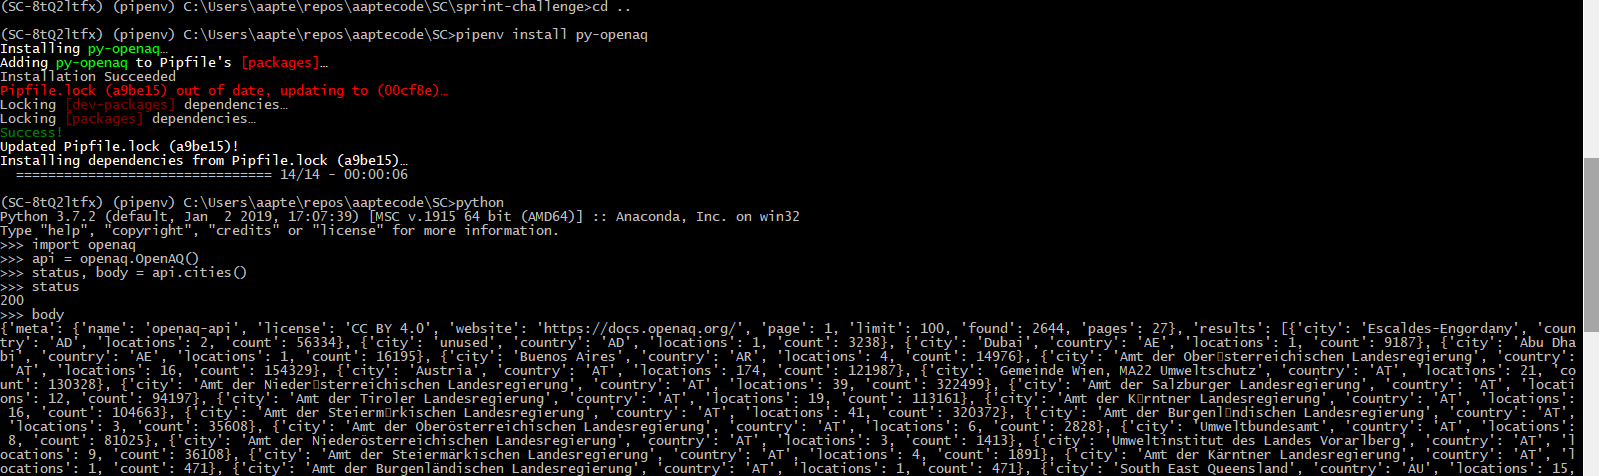 (SC-8tQ2ltfx) (pipenv) C:\Users\aapte\repos\aaptecode\SC\sprint-challenge>cd ..
(SC-8tQ2ltfx) (pipenv) C:\Users\aapte\repos\aaptecode\SC>pipenv install py-openaq
Installing py-openaq…
Adding py-openaq to Pipfile's [packages]…
Installation Succeeded
Pipfile.lock (a9be15) out of date, updating to (00cf8e)…
Locking [dev-packages] dependencies…
Locking [packages] dependencies…
Success!
Updated Pipfile.lock (a9be15)!
Installing dependencies from Pipfile.lock (a9be15)…
  ================================ 14/14 - 00:00:06
(SC-8tQ2ltfx) (pipenv) C:\Users\aapte\repos\aaptecode\SC>python
Python 3.7.2 (default, Jan  2 2019, 17:07:39) [MSC v.1915 64 bit (AMD64)] :: Anaconda, Inc. on win32
Type "help", "copyright", "credits" or "license" for more information.
>>> import openaq
>>> api = openaq.OpenAQ()
>>> status, body = api.cities()
>>> status
200
>>> body
{'meta': {'name': 'openaq-api', 'license': 'CC BY 4.0', 'website': 'https://docs.openaq.org/', 'page': 1, 'limit': 100, 'found': 2644, 'pages': 27}, 'results': [{'city': 'Escaldes-Engordany', 'coun
try': 'AD', 'locations': 2, 'count': 56334}, {'city': 'unused', 'country': 'AD', 'locations': 1, 'count': 3238}, {'city': 'Dubai', 'country': 'AE', 'locations': 1, 'count': 9187}, {'city': 'Abu Dha
bi', 'country': 'AE', 'locations': 1, 'count': 16195}, {'city': 'Buenos Aires', 'country': 'AR', 'locations': 4, 'count': 14976}, {'city': 'Amt der Ober▯sterreichischen Landesregierung', 'country':
 'AT', 'locations': 16, 'count': 154329}, {'city': 'Austria', 'country': 'AT', 'locations': 174, 'count': 121987}, {'city': 'Gemeinde Wien, MA22 Umweltschutz', 'country': 'AT', 'locations': 21, 'co
unt': 130328}, {'city': 'Amt der Nieder▯sterreichischen Landesregierung', 'country': 'AT', 'locations': 39, 'count': 322499}, {'city': 'Amt der Salzburger Landesregierung', 'country': 'AT', 'locati
ons': 12, 'count': 94197}, {'city': 'Amt der Tiroler Landesregierung', 'country': 'AT', 'locations': 19, 'count': 113161}, {'city': 'Amt der K▯rntner Landesregierung', 'country': 'AT', 'locations':
 16, 'count': 104663}, {'city': 'Amt der Steierm▯rkischen Landesregierung', 'country': 'AT', 'locations': 41, 'count': 320372}, {'city': 'Amt der Burgenl▯ndischen Landesregierung', 'country': 'AT',
 'locations': 3, 'count': 35608}, {'city': 'Amt der Oberösterreichischen Landesregierung', 'country': 'AT', 'locations': 6, 'count': 2828}, {'city': 'Umweltbundesamt', 'country': 'AT', 'locations':
 8, 'count': 81025}, {'city': 'Amt der Niederösterreichischen Landesregierung', 'country': 'AT', 'locations': 3, 'count': 1413}, {'city': 'Umweltinstitut des Landes Vorarlberg', 'country': 'AT', 'l
ocations': 9, 'count': 36108}, {'city': 'Amt der Steiermärkischen Landesregierung', 'country': 'AT', 'locations': 4, 'count': 1891}, {'city': 'Amt der Kärntner Landesregierung', 'country': 'AT', 'l
ocations': 1, 'count': 471}, {'city': 'Amt der Burgenländischen Landesregierung', 'country': 'AT', 'locations': 1, 'count': 471}, {'city': 'South East Queensland', 'country': 'AU', 'locations': 15,